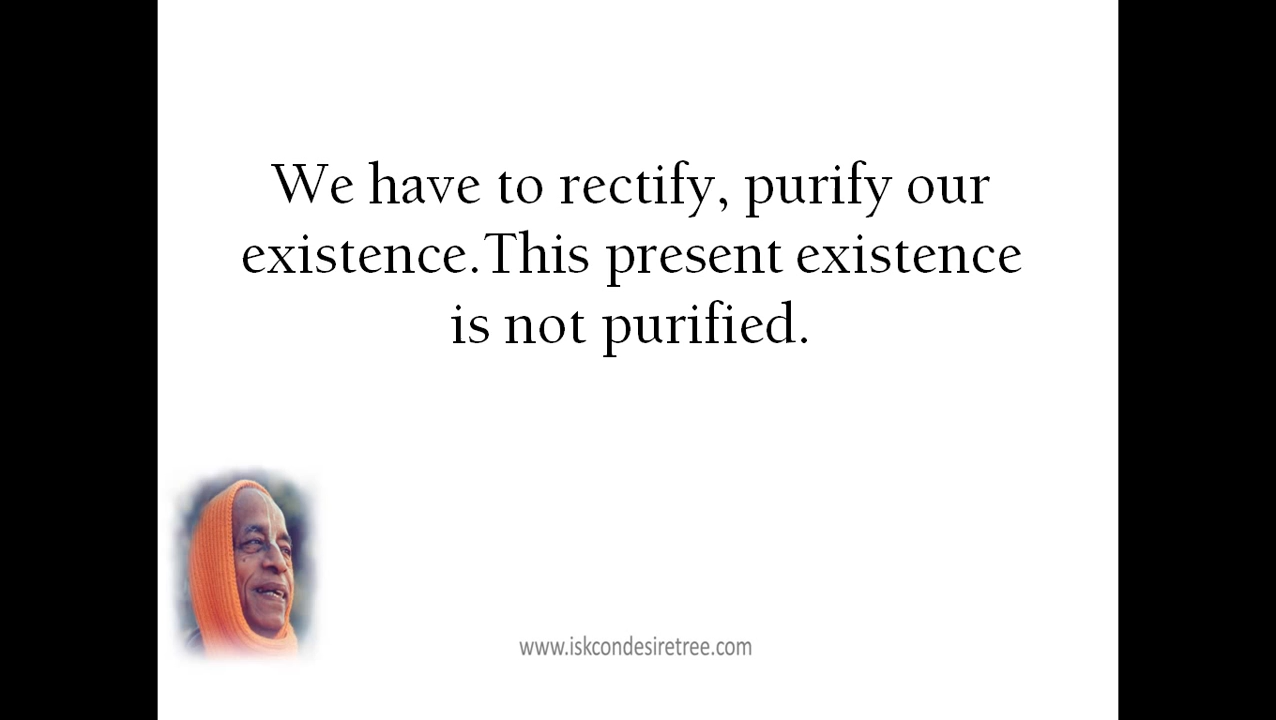 We have to rectify, purify our
existence.This present existence
is not purified.
www.iskcondesiretree.com